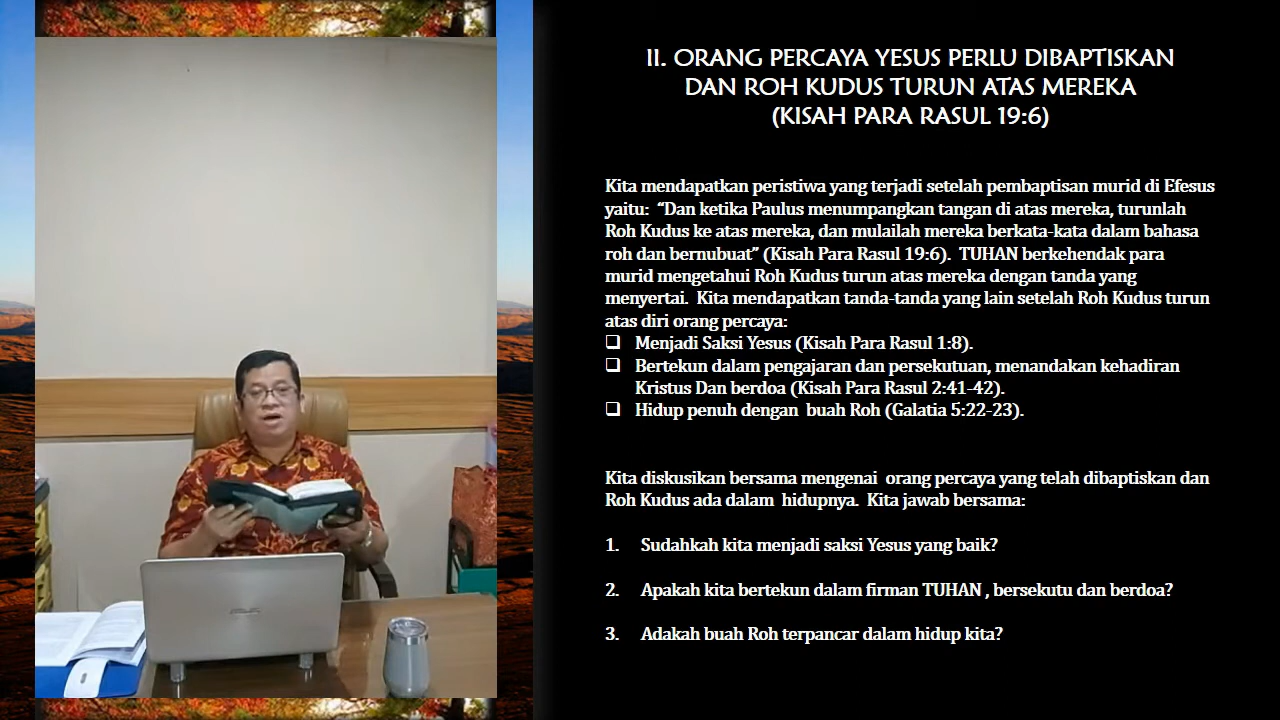 II. ORANG PERCAYA YESUS PERLU DIBAPTISKAN
DAN ROH KUDUS TURUN ATAS MEREKA
(KISAH PARA RASUL 19:6)
Kita mendapatkan peristiwa yang terjadi setelah pembaptisan murid di Efesus
yaitu: “Dan ketika Paulus menumpangkan tangan di atas mereka, turunlah
Roh Kudus ke atas mereka, dan mulailah mereka berkata-kata dalam bahasa
roh dan bernubuat” (Kisah Para Rasul 19:6). TUHAN berkehendak para
murid mengetahui Roh Kudus turun atas mereka dengan tanda yang
menyertai. Kita mendapatkan tanda-tanda yang lain setelah Roh Kudus turun
atas diri orang percaya:
❑ Menjadi Saksi Yesus (Kisah Para Rasul 1:8).
❑ Bertekun dalam pengajaran dan persekutuan, menandakan kehadiran
Kristus Dan berdoa (Kisah Para Rasul 2:41-42).
❑ Hidup penuh dengan buah Roh (Galatia 5:22-23).
Kita diskusikan bersama mengenai orang percaya yang telah dibaptiskan dan
Roh Kudus ada dalam hidupnya. Kita jawab bersama:
1. Sudahkah kita menjadi saksi Yesus yang baik?
2. Apakah kita bertekun dalam firman TUHAN , bersekutu dan berdoa?
3. Adakah buah Roh terpancar dalam hidup kita?